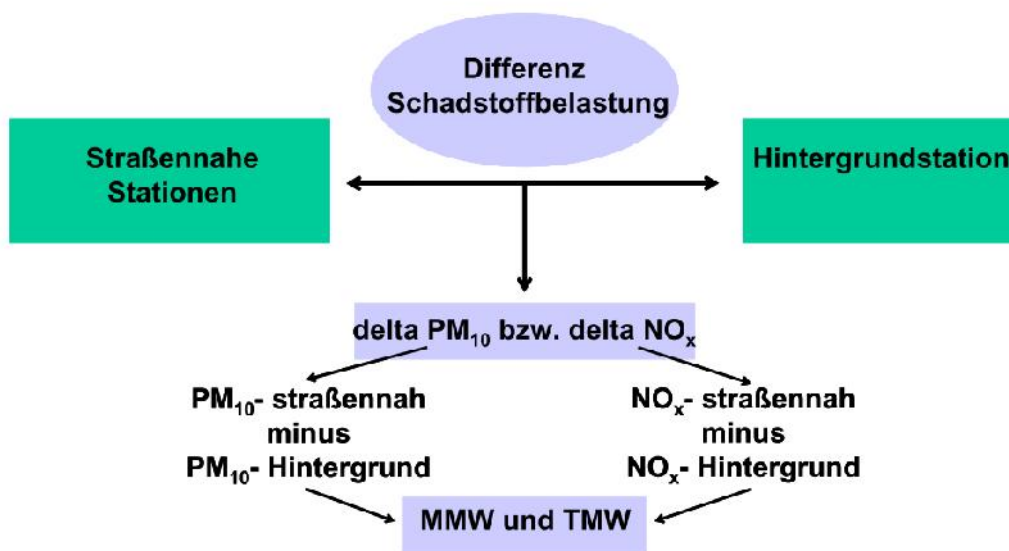 Differenz
Schadstoffbelastung
Straßennahe
Stationen
Hintergrundstation
delta PM₁₀ bzw. delta NOₓ
PM₁₀- straßennah
minus
PM₁₀- Hintergrund
NOₓ- straßennah
minus
NOₓ- Hintergrund
MMW und TMW